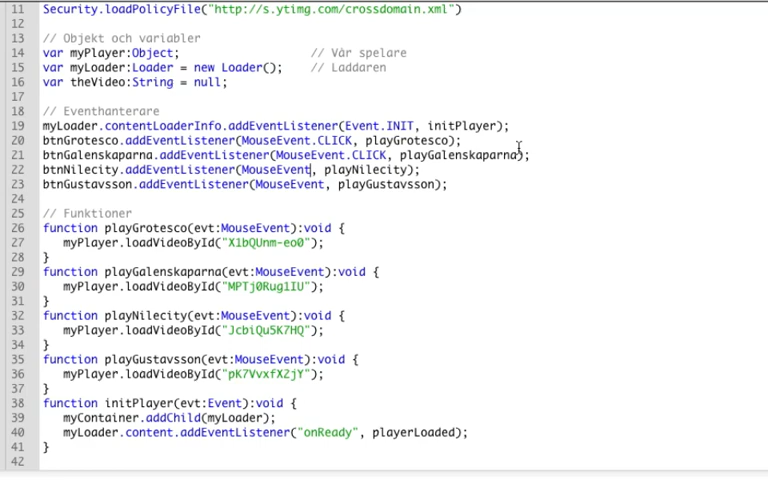 11 Security.loadPolicyFile("http://s.ytimg.com/crossdomain.xml")
12
13 // Objekt och variabler
14 var myPlayer:Object; // Vår spelare
15 var myLoader:Loader = new Loader(); // Laddaren
16 var theVideo:String = null;
17
18 // Eventhanterare
19 myLoader.contentLoaderInfo.addEventListener(Event.INIT, initPlayer);
20 btnGrotesco.addEventListener(MouseEvent.CLICK, playGrotesco);
21 btnGalenskaparna.addEventListener(MouseEvent.CLICK, playGalenskaparna);
22 btnNilecity.addEventListener(MouseEvent, playNilecity);
23 btnGustavsson.addEventListener(MouseEvent, playGustavsson);
24
25 // Funktioner
26 function playGrotesco(evt:MouseEvent):void {
27 myPlayer.loadVideoById("X1bQUnm-eo0");
28 }
29 function playGalenskaparna(evt:MouseEvent):void {
30 myPlayer.loadVideoById("MPTj0Rug1IU");
31 }
32 function playNilecity(evt:MouseEvent):void {
33 myPlayer.loadVideoById("JcbiQu5K7HQ");
34 }
35 function playGustavsson(evt:MouseEvent):void {
36 myPlayer.loadVideoById("pK7VvxfX2jY");
37 }
38 function initPlayer(evt:Event):void {
39 myContainer.addChild(myLoader);
40 myLoader.content.addEventListener("onReady", playerLoaded);
41 }
42